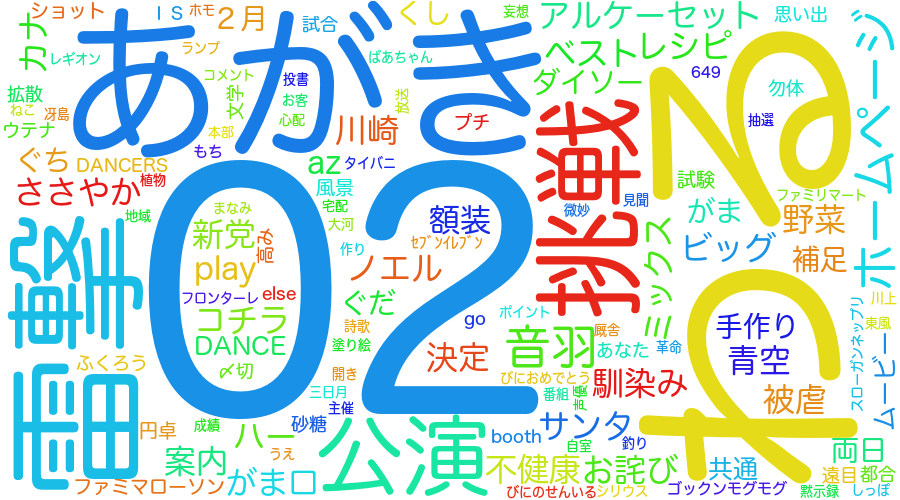 ショット
ＩＳ
ホモ
２月
試合
くし
妄想
アルケーセット
思い出
カナ
レギオン
ランプ
あがき
ばあちゃん
ベストレシピ
ホームページ
拡散
コメント
投書
ダイソー
649
る
ねこ
冴島
文字
お客
放送
勿体
ウテナ
本部
心配
川崎
プチ
抽選
ぐち
DANCERS
もち
az
タイバニ
挑戦
ささやか
植物
風景
試験
ファミリマート
地域
まなみ
宅配
額装
微妙
見聞
がま
野菜
雷撃
02
新党
高み
大河
ｾﾌﾞﾝｲﾚﾌﾞﾝ
ミックス
ビッグ
補足
play
作り
ノエル
フロンターレ
else
ぐだ
川上
コチラ
詩歌
go
ポイント
手作り
東風
DANCE
塗り絵
音羽
厩舎
革命
青空
スローガンネップリ
ふくろう
〆切
開き
決定
あなた
ムービー
わ
三日月
びにおめでとう
馴染み
被虐
成績
主催
番組
声優
円卓
ハー
砂糖
公演
サンタ
案内
うえ
booth
自室
釣り
両日
ファミマローソン
がま口
不健康
お詫び
共通
遠目
都合
びにのせんいる
シリウス
ゴックンモグモグ
黙示録
しっぽ